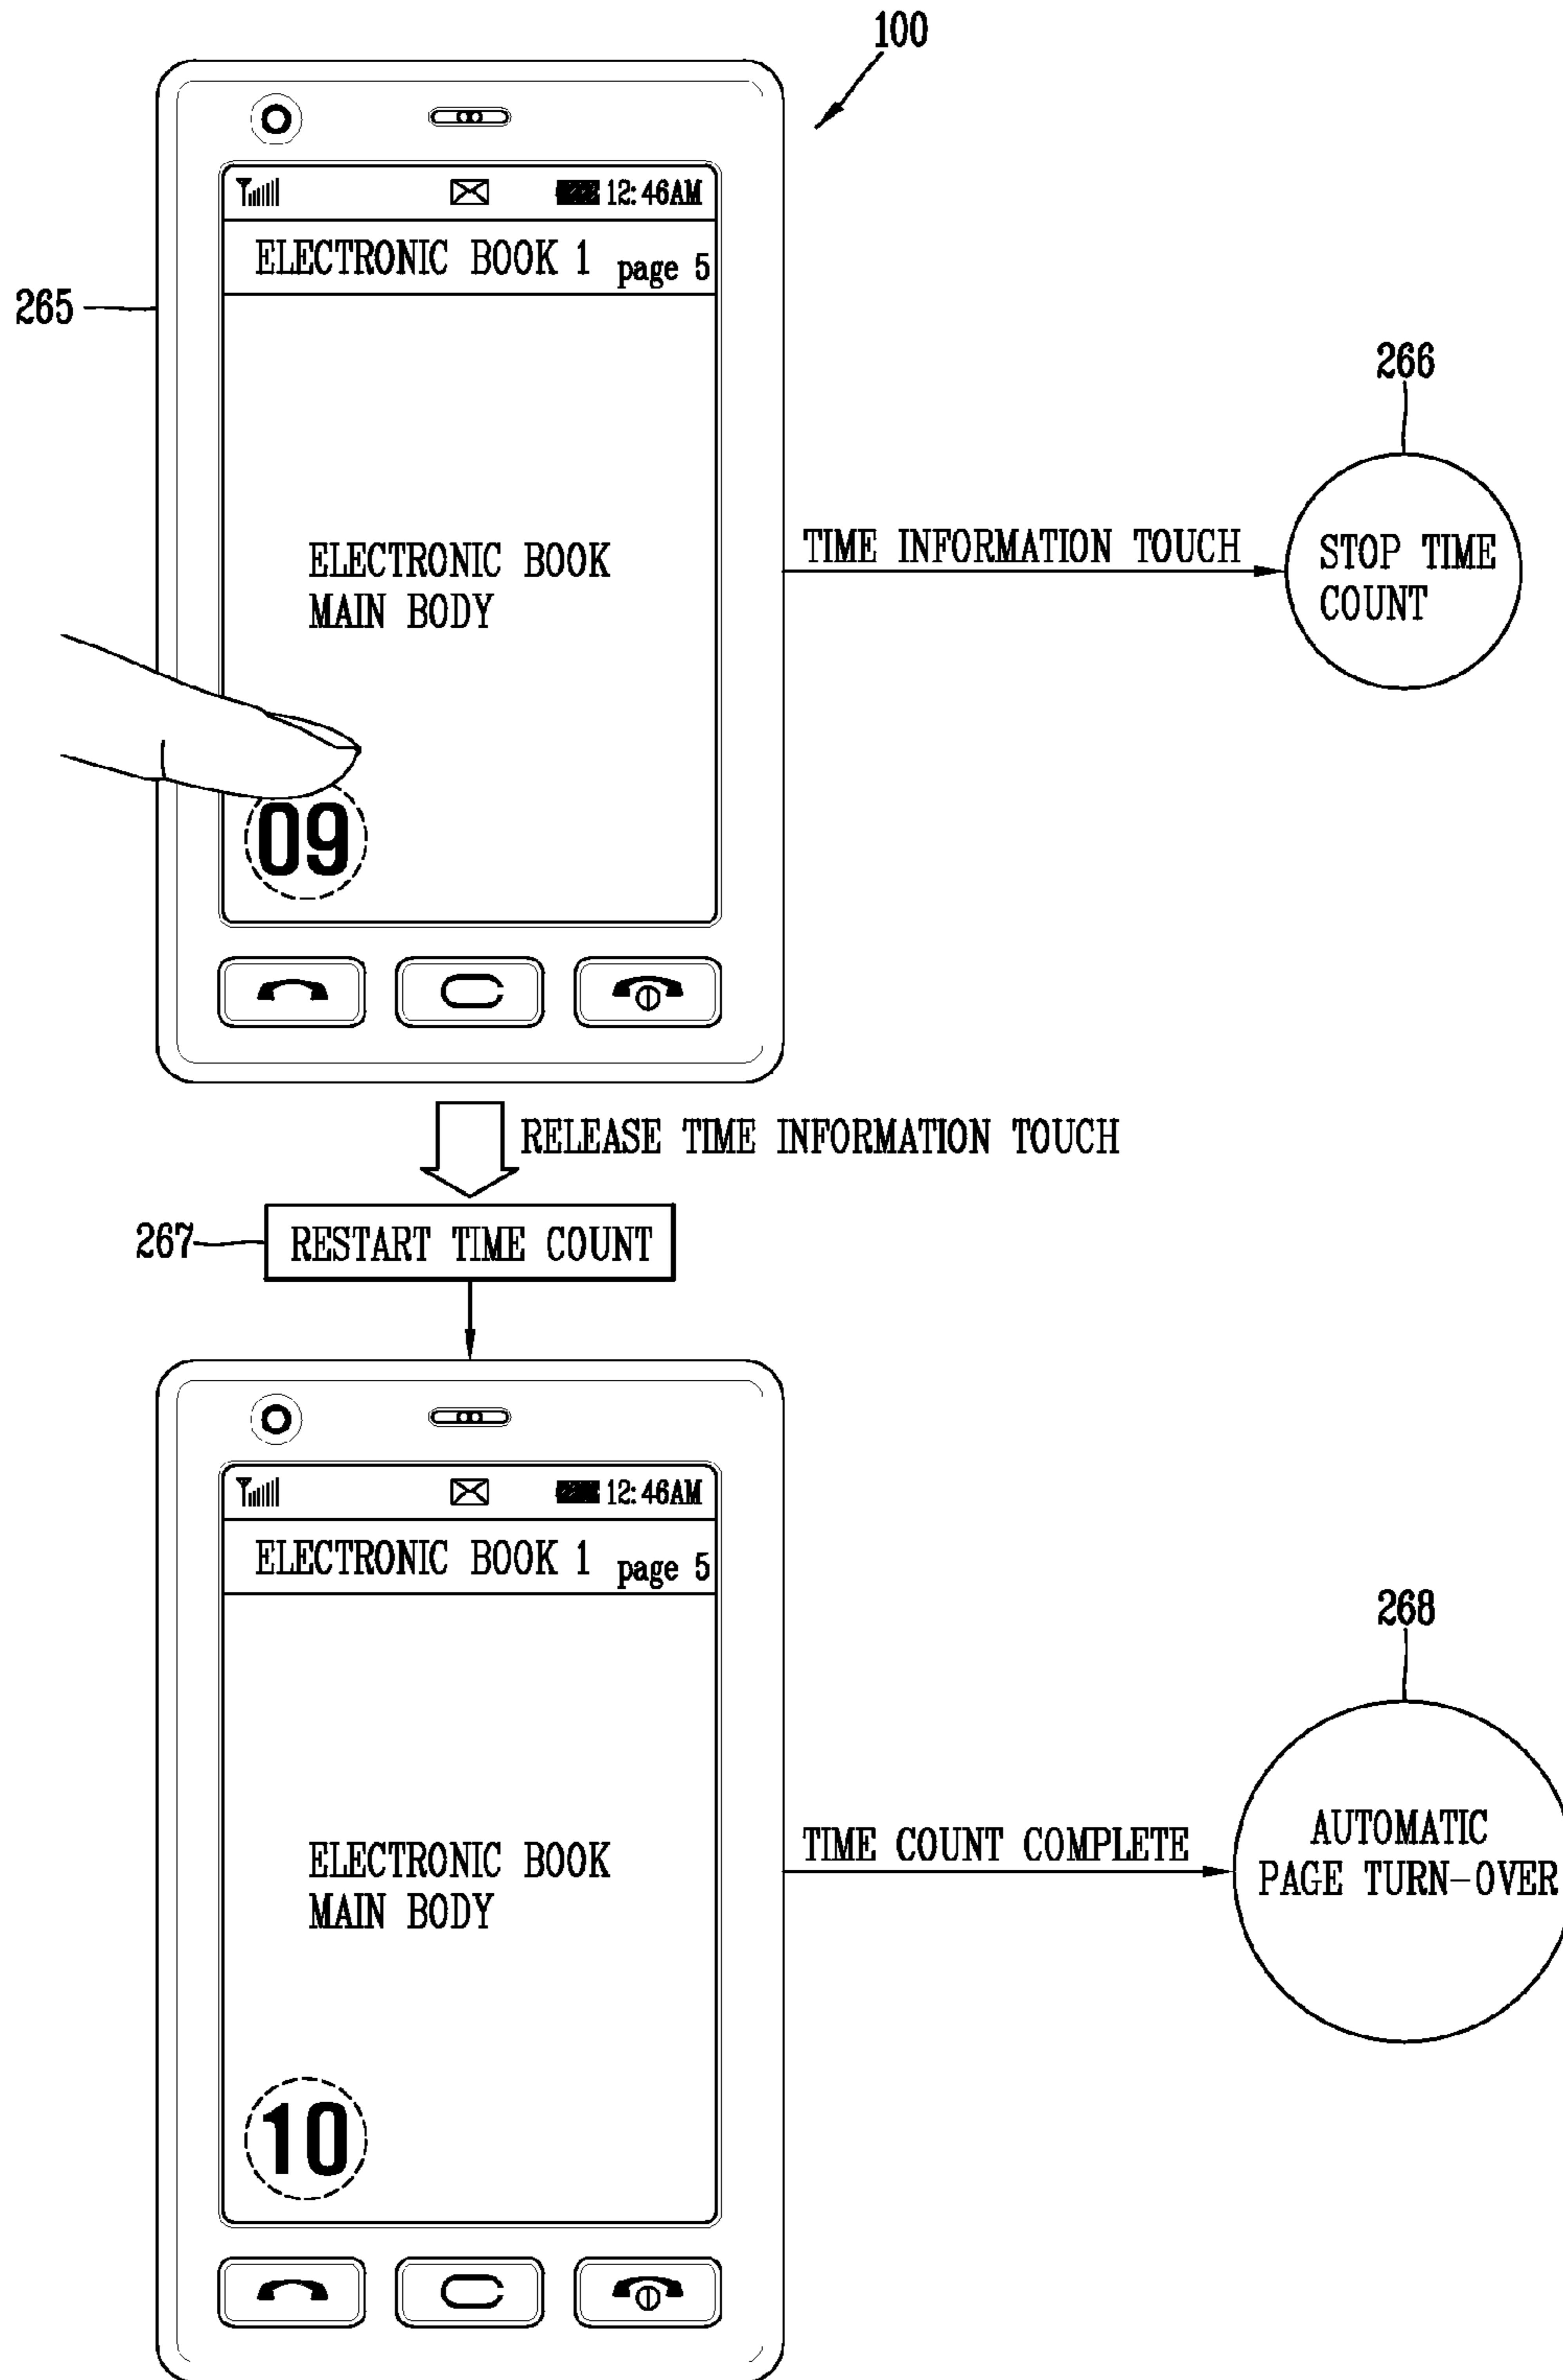 100
12:46AM
ELECTRONIC BOOK 1 page 5
265
266
TIME INFORMATION TOUCH
STOP TIME
COUNT
ELECTRONIC BOOK
MAIN BODY
09
RELEASE TIME INFORMATION TOUCH
267
RESTART TIME COUNT
12:46AM
ELECTRONIC BOOK 1 page 5
268
TIME COUNT COMPLETE
AUTOMATIC
PAGE TURN-OVER
ELECTRONIC BOOK
MAIN BODY
10